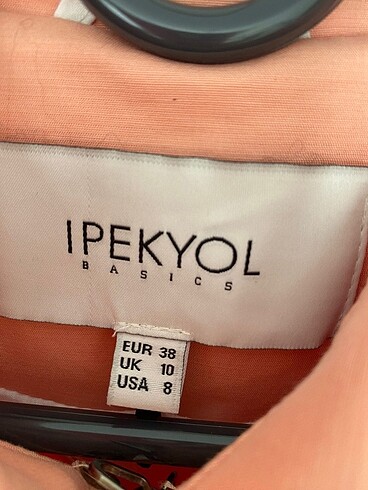 IPEKYOL
BASICS
EUR 38
UK 10
USA 8